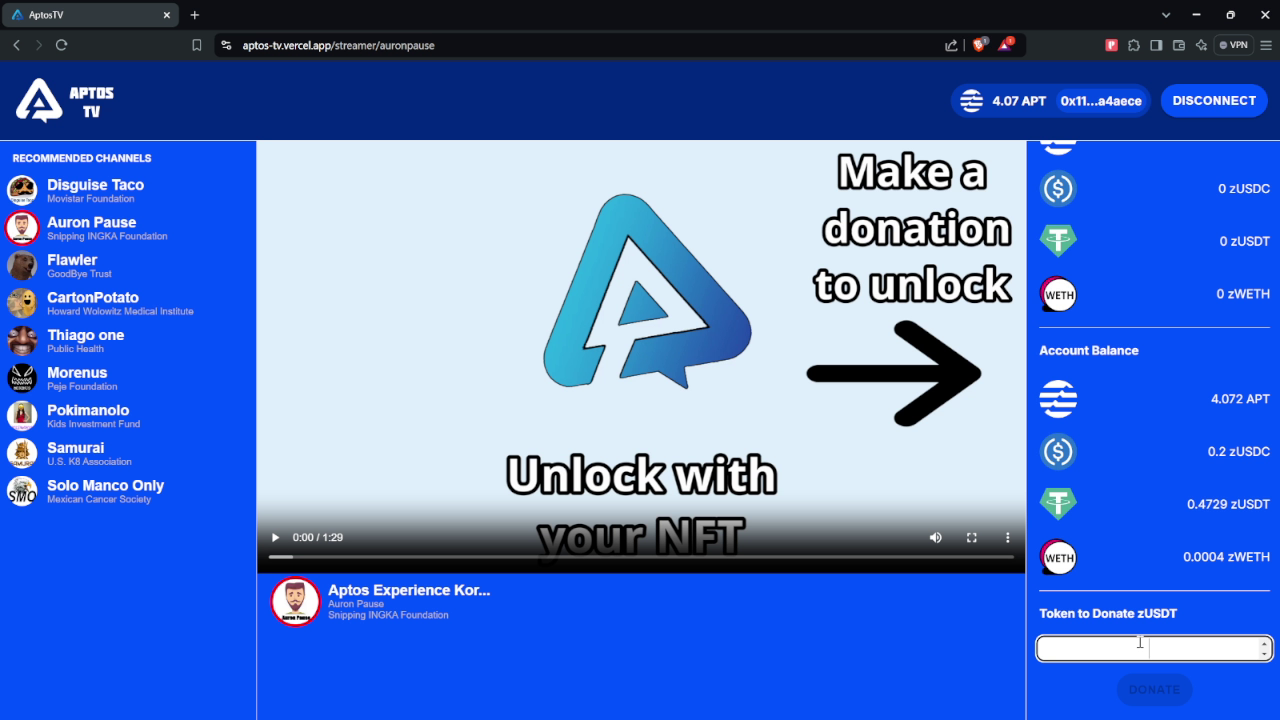 AptosTV
aptos-tv.vercel.app/streamer/auronpause
VPN
APTOS
TV
4.07 APT
0x11...a4aece
DISCONNECT
RECOMMENDED CHANNELS
Disguise Taco
Movistar Foundation
Auron Pause
Snipping INGKA Foundation
Flawler
GoodBye Trust
CartonPotato
Howard Wolowitz Medical Institute
Thiago one
Public Health
Morenus
Peje Foundation
Pokimanolo
Kids Investment Fund
Samurai
U.S. K8 Association
Solo Manco Only
Mexican Cancer Society
SMO
Make a
donation
to unlock
Unlock with
your NFT
0:00 / 1:29
Aptos Experience Kor...
Auron Pause
Snipping INGKA Foundation
Auron Pause
0 zUSDC
0 zUSDT
WETH
0 zWETH
Account Balance
4.072 APT
0.2 zUSDC
0.4729 zUSDT
WETH
0.0004 zWETH
Token to Donate zUSDT
DONATE